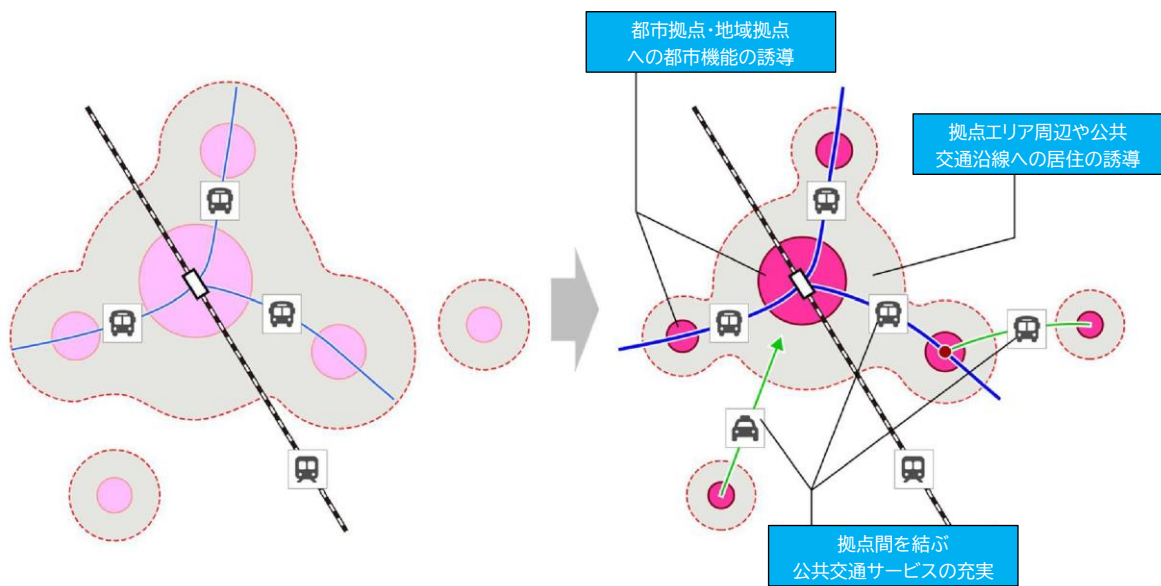 都市拠点・地域拠点
への都市機能の誘導
拠点エリア周辺や公共
交通沿線への居住の誘導
拠点間を結ぶ
公共交通サービスの充実